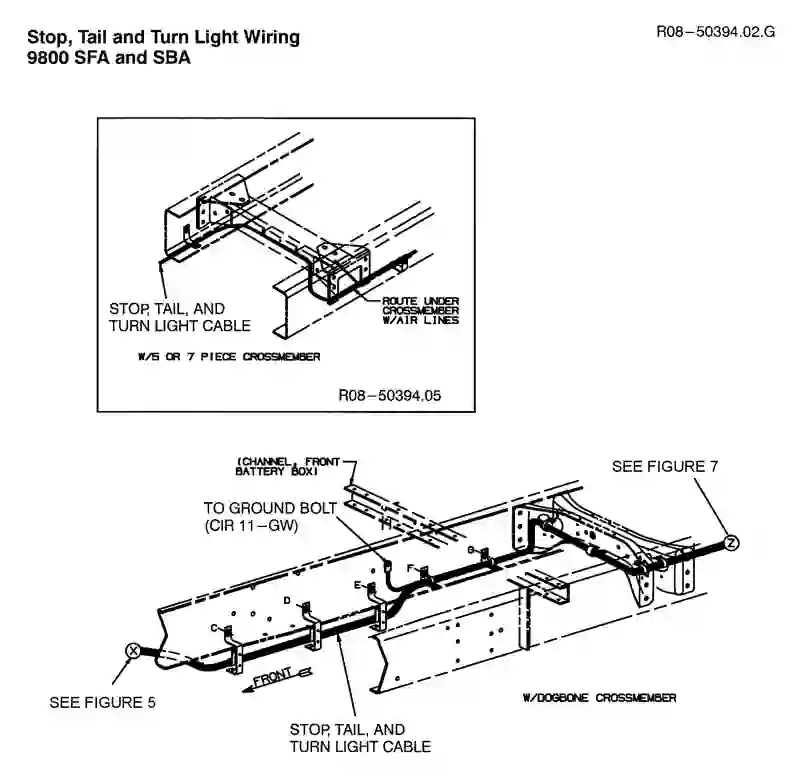 Stop, Tail and Turn Light Wiring
9800 SFA and SBA
R08-50394.02.G
STOP, TAIL, AND
TURN LIGHT CABLE
ROUTE UNDER
CROSSMEMBER
W/AIR LINES
W/5 OR 7 PIECE CROSSMEMBER
R08-50394.05
(CHANNEL, FRONT
BATTERY BOX)
SEE FIGURE 7
TO GROUND BOLT
(CIR 11-GW)
Z
G
F
E
D
C
X
FRONT
SEE FIGURE 5
W/DOGBONE CROSSMEMBER
STOP, TAIL, AND
TURN LIGHT CABLE